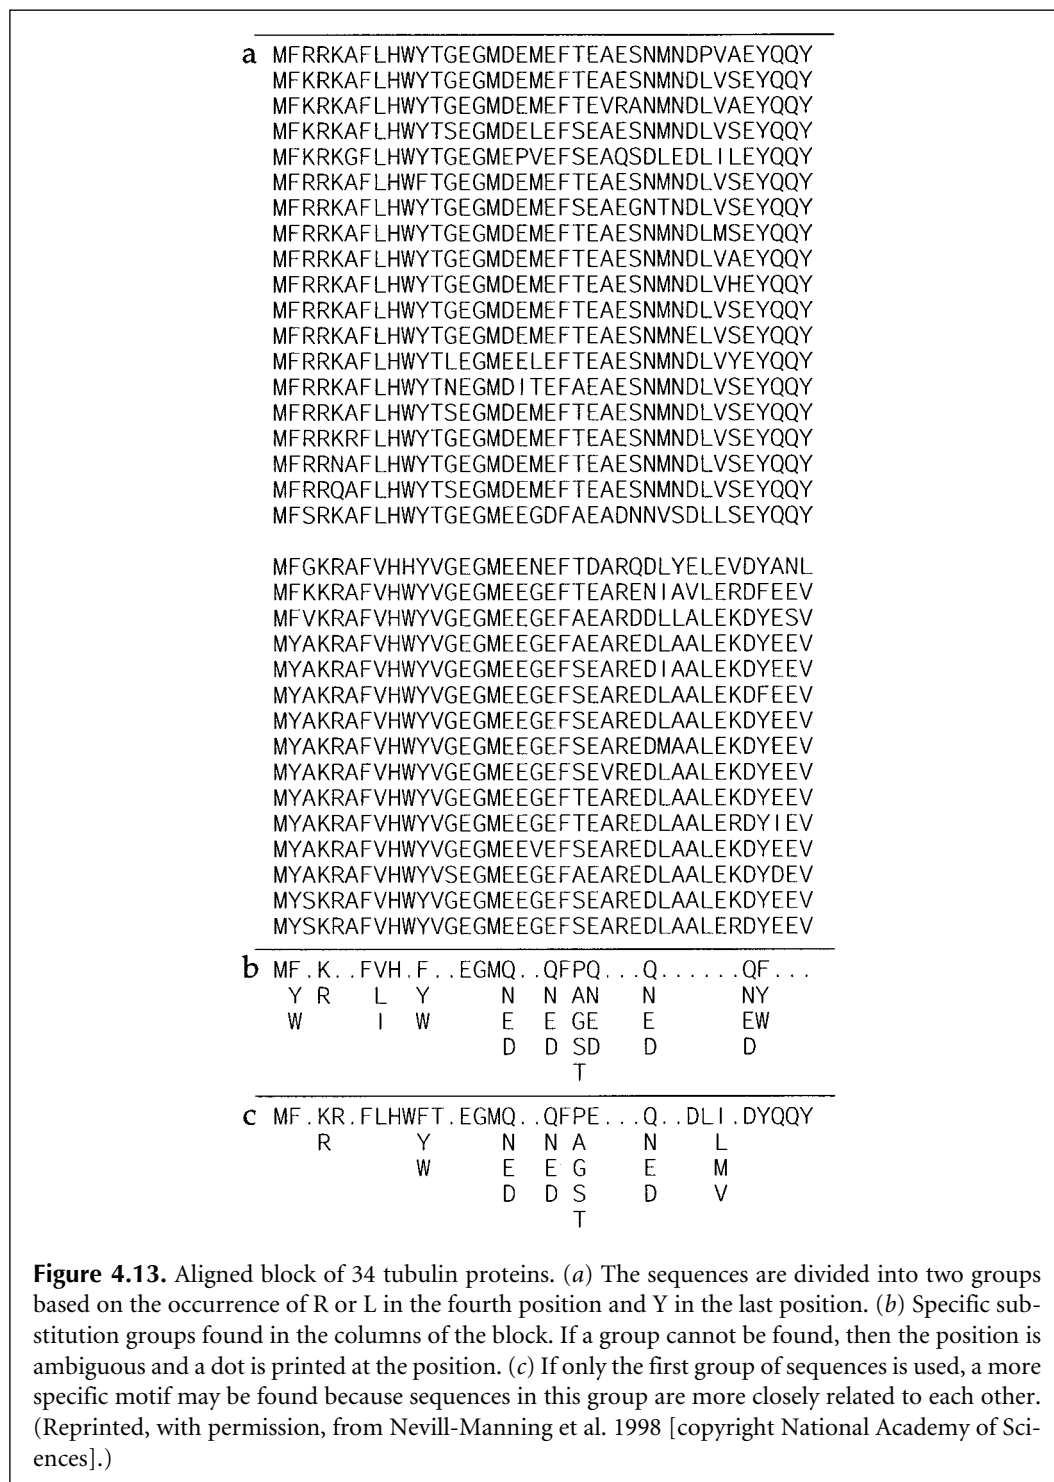 a MFRRKAFLHWYTGEGMDEMEFTEAESNMNDPVAEYQQY
MFKRKAFLHWYTGEGMDEMEFTEAESNMNDLVSEYQQY
MFKRKAFLHWYTGEGMDEMEFTEVRANMNDLVAEYQQY
MFKRKAFLHWYTSEGMDELEFSEAESNMNDLVSEYQQY
MFKRKGFLHWYTGEGMEPVEFSEAQSDLEDLILEYQQY
MFRRKAFLHWFTGEGMDEMEFTEAESNMNDLVSEYQQY
MFRRKAFLHWYTGEGMDEMEFSEAEGNTNDLVSEYQQY
MFRRKAFLHWYTGEGMDEMEFTEAESNMNDLMSEYQQY
MFRRKAFLHWYTGEGMDEMEFTEAESNMNDLVAEYQQY
MFRRKAFLHWYTGEGMDEMEFTEAESNMNDLVHEYQQY
MFRRKAFLHWYTGEGMDEMEFTEAESNMNDLVSEYQQY
MFRRKAFLHWYTGEGMDEMEFTEAESNMNELVSEYQQY
MFRRKAFLHWYTLEGMEELEFTEAESNMNDLVYEYQQY
MFRRKAFLHWYTNEGMDITEFAEAESNMNDLVSEYQQY
MFRRKAFLHWYTSEGMDEMEFTEAESNMNDLVSEYQQY
MFRRKRFLHWYTGEGMDEMEFTEAESNMNDLVSEYQQY
MFRRNAFLHWYTGEGMDEMEFTEAESNMNDLVSEYQQY
MFRRQAFLHWYTSEGMDEMEFTEAESNMNDLVSEYQQY
MFSRKAFLHWYTGEGMEEGDFAEADNNVSDLLSEYQQY
MFGKRAFVHHYVGEGMEENEFTDARQDLYELEVDYANL
MFKKRAFVHWYVGEGMEEGEFTEARENIAVLERDFEEV
MFVKRAFVHWYVGEGMEEGEFAEARDDLLALEKDYESV
MYAKRAFVHWYVGEGMEEGEFAEAREDLAALEKDYEEV
MYAKRAFVHWYVGEGMEEGEFSEAREDIAALEKDYEEV
MYAKRAFVHWYVGEGMEEGEFSEAREDLAALEKDFEEV
MYAKRAFVHWYVGEGMEEGEFSEAREDLAALEKDYEEV
MYAKRAFVHWYVGEGMEEGEFSEAREDMAALEKDYEEV
MYAKRAFVHWYVGEGMEEGEFSEVREDLAALEKDYEEV
MYAKRAFVHWYVGEGMEEGEFTEAREDLAALEKDYEEV
MYAKRAFVHWYVGEGMEEGEFTEAREDLAALERDYIEV
MYAKRAFVHWYVGEGMEEVEFSEAREDLAALEKDYEEV
MYAKRAFVHWYVSEGMEEGEFAEAREDLAALEKDYDEV
MYSKRAFVHWYVGEGMEEGEFSEAREDLAALEKDYEEV
MYSKRAFVHWYVGEGMEEGEFSEAREDLAALERDYEEV
b MF.K..FVH.F..EGMQ..QFPQ...Q......QF...
Y R L Y N N AN N NY
W I W E E GE E EW
D D SD D D
T
c MF.KR.FLHWFT.EGMQ..QFPE...Q..DLI.DYQQY
R Y N N A N L
W E E G E M
D D S D V
T
Figure 4.13. Aligned block of 34 tubulin proteins. (a) The sequences are divided into two groups
based on the occurrence of R or L in the fourth position and Y in the last position. (b) Specific sub-
stitution groups found in the columns of the block. If a group cannot be found, then the position is
ambiguous and a dot is printed at the position. (c) If only the first group of sequences is used, a more
specific motif may be found because sequences in this group are more closely related to each other.
(Reprinted, with permission, from Nevill-Manning et al. 1998 [copyright National Academy of Sci-
ences].)